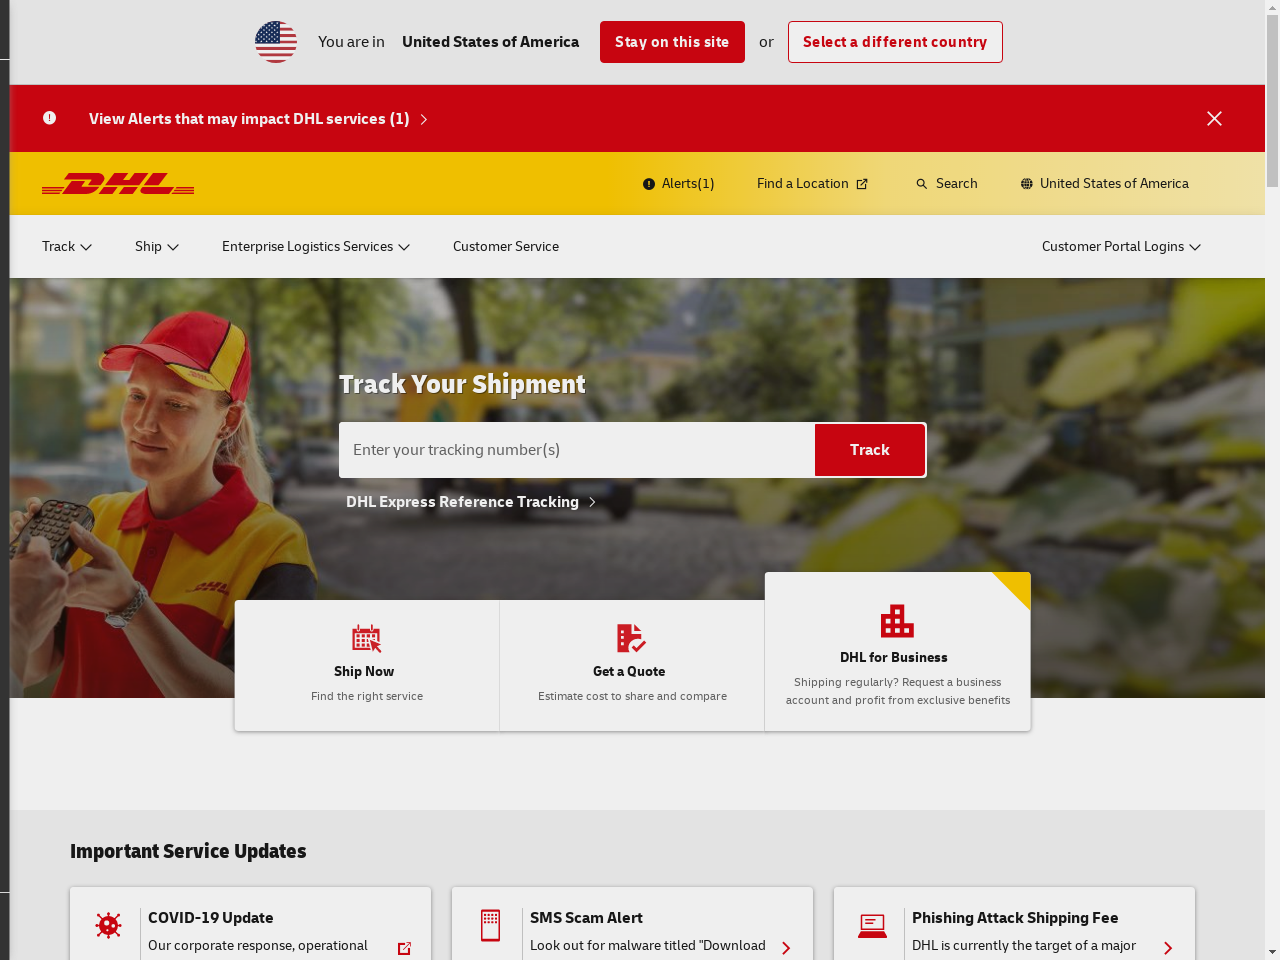 You are in United States of America Stay on this site or Select a different country
View Alerts that may impact DHL services (1)
DHL
Alerts(1) Find a Location Search United States of America
Track Ship Enterprise Logistics Services Customer Service Customer Portal Logins
Track Your Shipment
Enter your tracking number(s) Track
DHL Express Reference Tracking
Ship Now
Find the right service
Get a Quote
Estimate cost to share and compare
DHL for Business
Shipping regularly? Request a business
account and profit from exclusive benefits
Important Service Updates
COVID-19 Update
Our corporate response, operational
SMS Scam Alert
Look out for malware titled "Download
Phishing Attack Shipping Fee
DHL is currently the target of a major